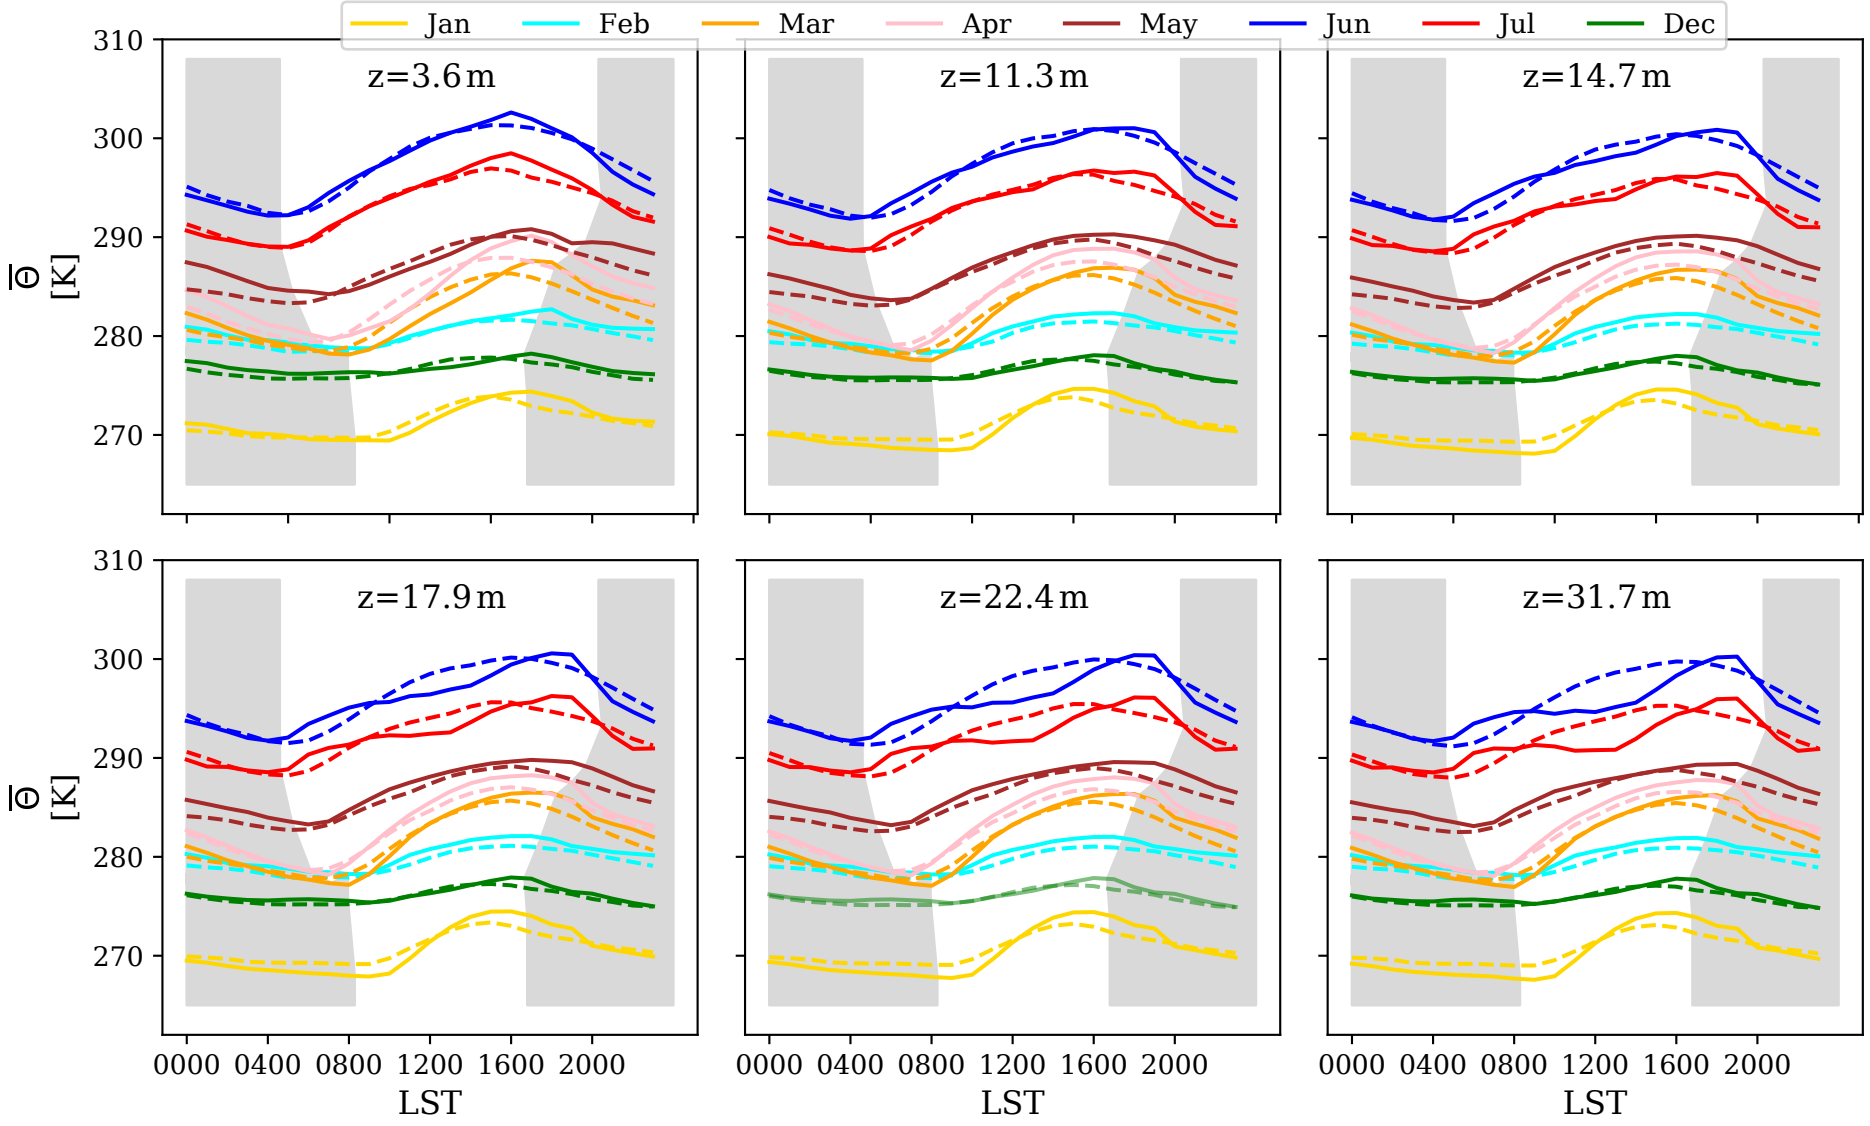 Jan Feb Mar Apr May Jun Jul Dec
310 z=3.6 m z=11.3 m z=14.7 m
300
290
280
270
Θ
[K]
310 z=17.9 m z=22.4 m z=31.7 m
300
290
280
270
Θ
[K]
0000 0400 0800 1200 1600 2000 0000 0400 0800 1200 1600 2000 0000 0400 0800 1200 1600 2000
LST LST LST